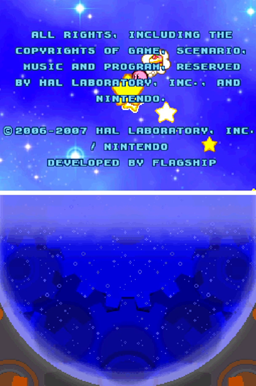 ALL RIGHTS, INCLUDING THE
COPYRIGHTS OF GAME, SCENARIO,
MUSIC AND PROGRAM, RESERVED
BY HAL LABORATORY, INC., AND
NINTENDO.
©2006-2007 HAL LABORATORY, INC.
/ NINTENDO
DEVELOPED BY FLAGSHIP